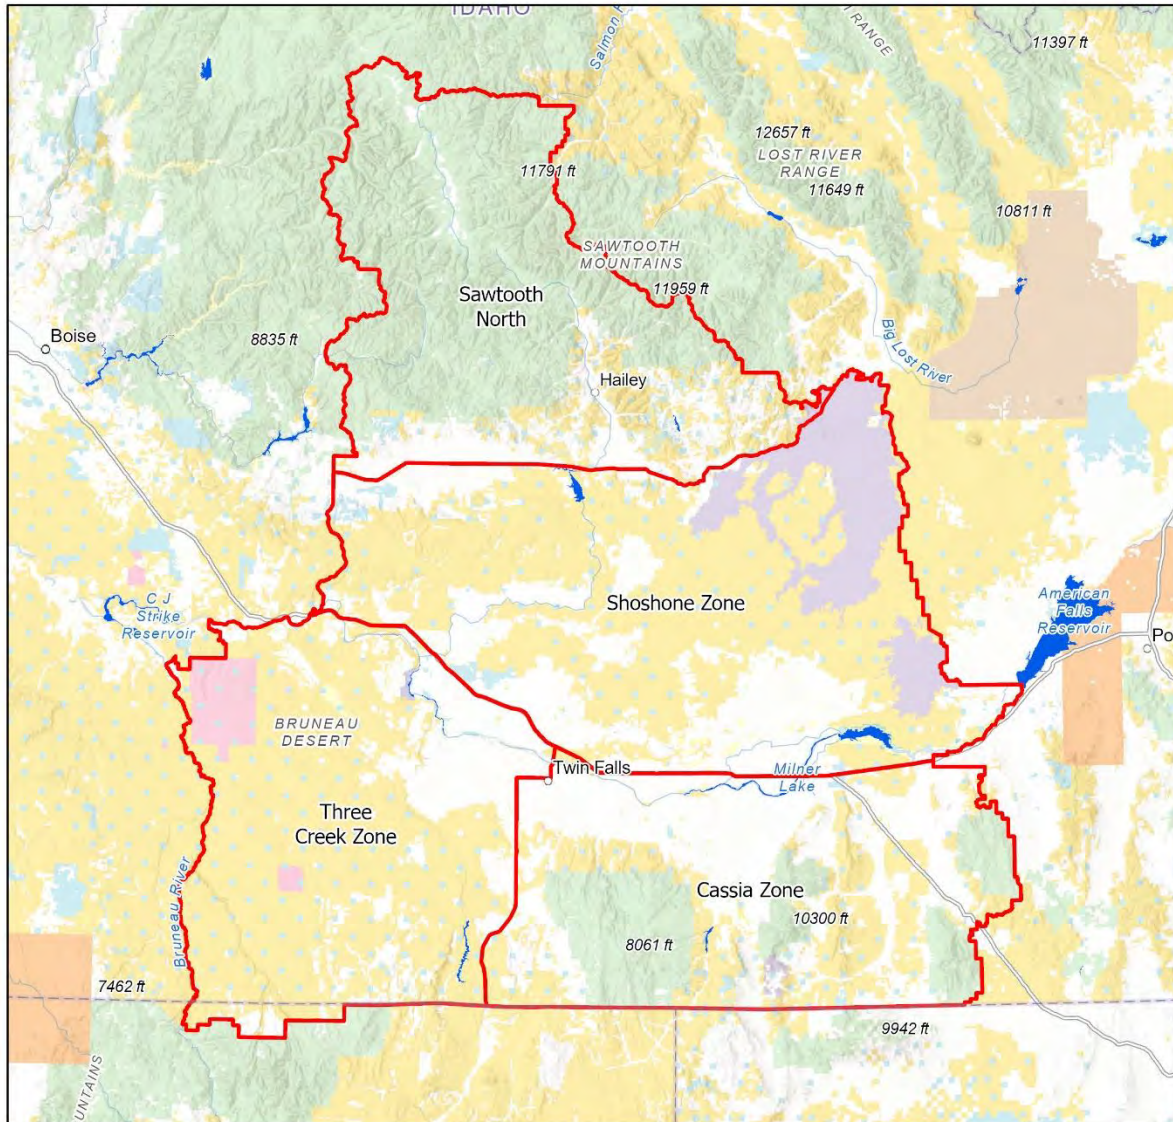 IDAHO
Salmon
RANGE
11397 ft
12657 ft
LOST RIVER
RANGE
11649 ft
11791 ft
10811 ft
SAWTOOTH
MOUNTAINS
11959 ft
Sawtooth
North
Boise
8835 ft
Big Lost River
Hailey
C J
Strike
Reservoir
Shoshone Zone
American
Falls
Reservoir
Po
BRUNEAU
DESERT
Twin Falls
Milner
Lake
Three
Creek Zone
Bruneau River
Cassia Zone
10300 ft
8061 ft
7462 ft
9942 ft
UNTAINS